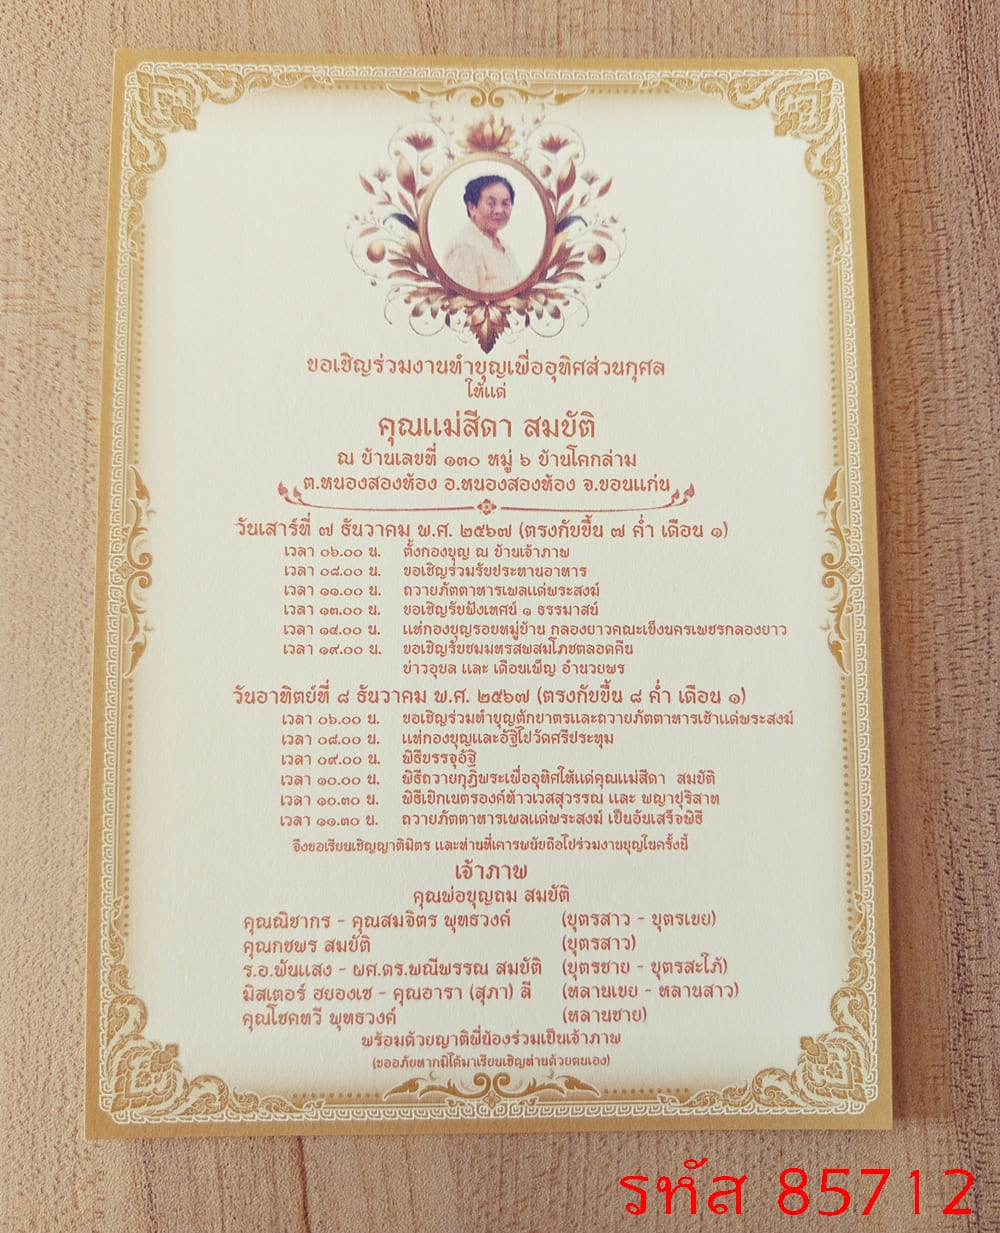 ขอเชิญร่วมงานทำบุญเพื่ออุทิศส่วนกุศล
ให้แด่
คุณแม่สีดา สมบัติ
ณ บ้านเลขที่ ๑๓๐ หมู่ ๖ บ้านโคกล่าม
ต.หนองสองห้อง อ.หนองสองห้อง จ.ขอนแก่น
วันเสาร์ที่ ๗ ธันวาคม พ.ศ. ๒๕๖๗ (ตรงกับขึ้น ๗ ค่ำ เดือน ๑)
เวลา ๐๖.๐๐ น. ตั้งกองบุญ ณ บ้านเจ้าภาพ
เวลา ๐๘.๐๐ น. ขอเชิญร่วมรับประทานอาหาร
เวลา ๑๑.๐๐ น. ถวายภัตตาหารเพลแด่พระสงฆ์
เวลา ๑๓.๐๐ น. ขอเชิญรับฟังเทศน์ ๑ ธรรมาสน์
เวลา ๑๔.๐๐ น. แห่กองบุญรอบหมู่บ้าน กลองยาวคณะเข็งนครเพชรกลองยาว
เวลา ๑๙.๐๐ น. ขอเชิญรับชมมหรสพสมโภชตลอดคืน
บ่าวอุบล และ เดือนเพ็ญ อำนวยพร
วันอาทิตย์ที่ ๘ ธันวาคม พ.ศ. ๒๕๖๗ (ตรงกับขึ้น ๘ ค่ำ เดือน ๑)
เวลา ๐๖.๐๐ น. ขอเชิญร่วมทำบุญตักบาตรและถวายภัตตาหารเช้าแด่พระสงฆ์
เวลา ๐๘.๐๐ น. แห่กองบุญและอัฐิไปวัดศรีประทุม
เวลา ๐๙.๐๐ น. พิธีบรรจุอัฐิ
เวลา ๑๐.๐๐ น. พิธีถวายกุฏิพระเพื่ออุทิศให้แด่คุณแม่สีดา สมบัติ
เวลา ๑๐.๓๐ น. พิธีเบิกเนตรองค์ท้าวเวสสุวรรณ และ พญาปุริสาท
เวลา ๑๑.๓๐ น. ถวายภัตตาหารเพลแด่พระสงฆ์ เป็นอันเสร็จพิธี
จึงขอเรียนเชิญญาติมิตร และท่านที่เคารพนับถือไปร่วมงานบุญในครั้งนี้
เจ้าภาพ
คุณพ่อบุญถม สมบัติ
คุณณิชากร - คุณสมจิตร พุทธวงค์ (บุตรสาว - บุตรเขย)
คุณกชพร สมบัติ (บุตรสาว)
ร.อ.พันแสง - ผศ.ดร.พณีพรรณ สมบัติ (บุตรชาย - บุตรสะใภ้)
มิสเตอร์ ฮยองเซ - คุณอารา (สุภา) ลี (หลานเขย - หลานสาว)
คุณโชคทวี พุทธวงค์ (หลานชาย)
พร้อมด้วยญาติพี่น้องร่วมเป็นเจ้าภาพ
(ขออภัยหากมิได้มาเรียนเชิญท่านด้วยตนเอง)
รหัส 85712